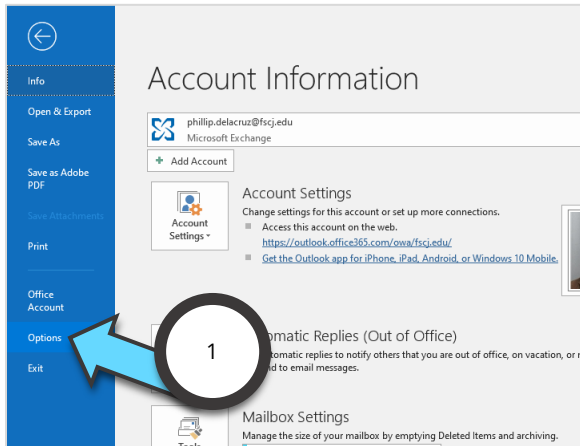 Info
Open & Export
Save As
Save as Adobe
PDF
Save Attachments
Print
Office
Account
Options
Exit
Account Information
phillip.delacruz@fscj.edu
Microsoft Exchange
+ Add Account
Account
Settings
Account Settings
Change settings for this account or set up more connections.
Access this account on the web.
https://outlook.office365.com/owa/fscj.edu/
Get the Outlook app for iPhone, iPad, Android, or Windows 10 Mobile.
1
omatic Replies (Out of Office)
tomatic replies to notify others that you are out of office, on vacation, or
d to email messages.
Mailbox Settings
Manage the size of your mailbox by emptying Deleted Items and archiving.
Tools